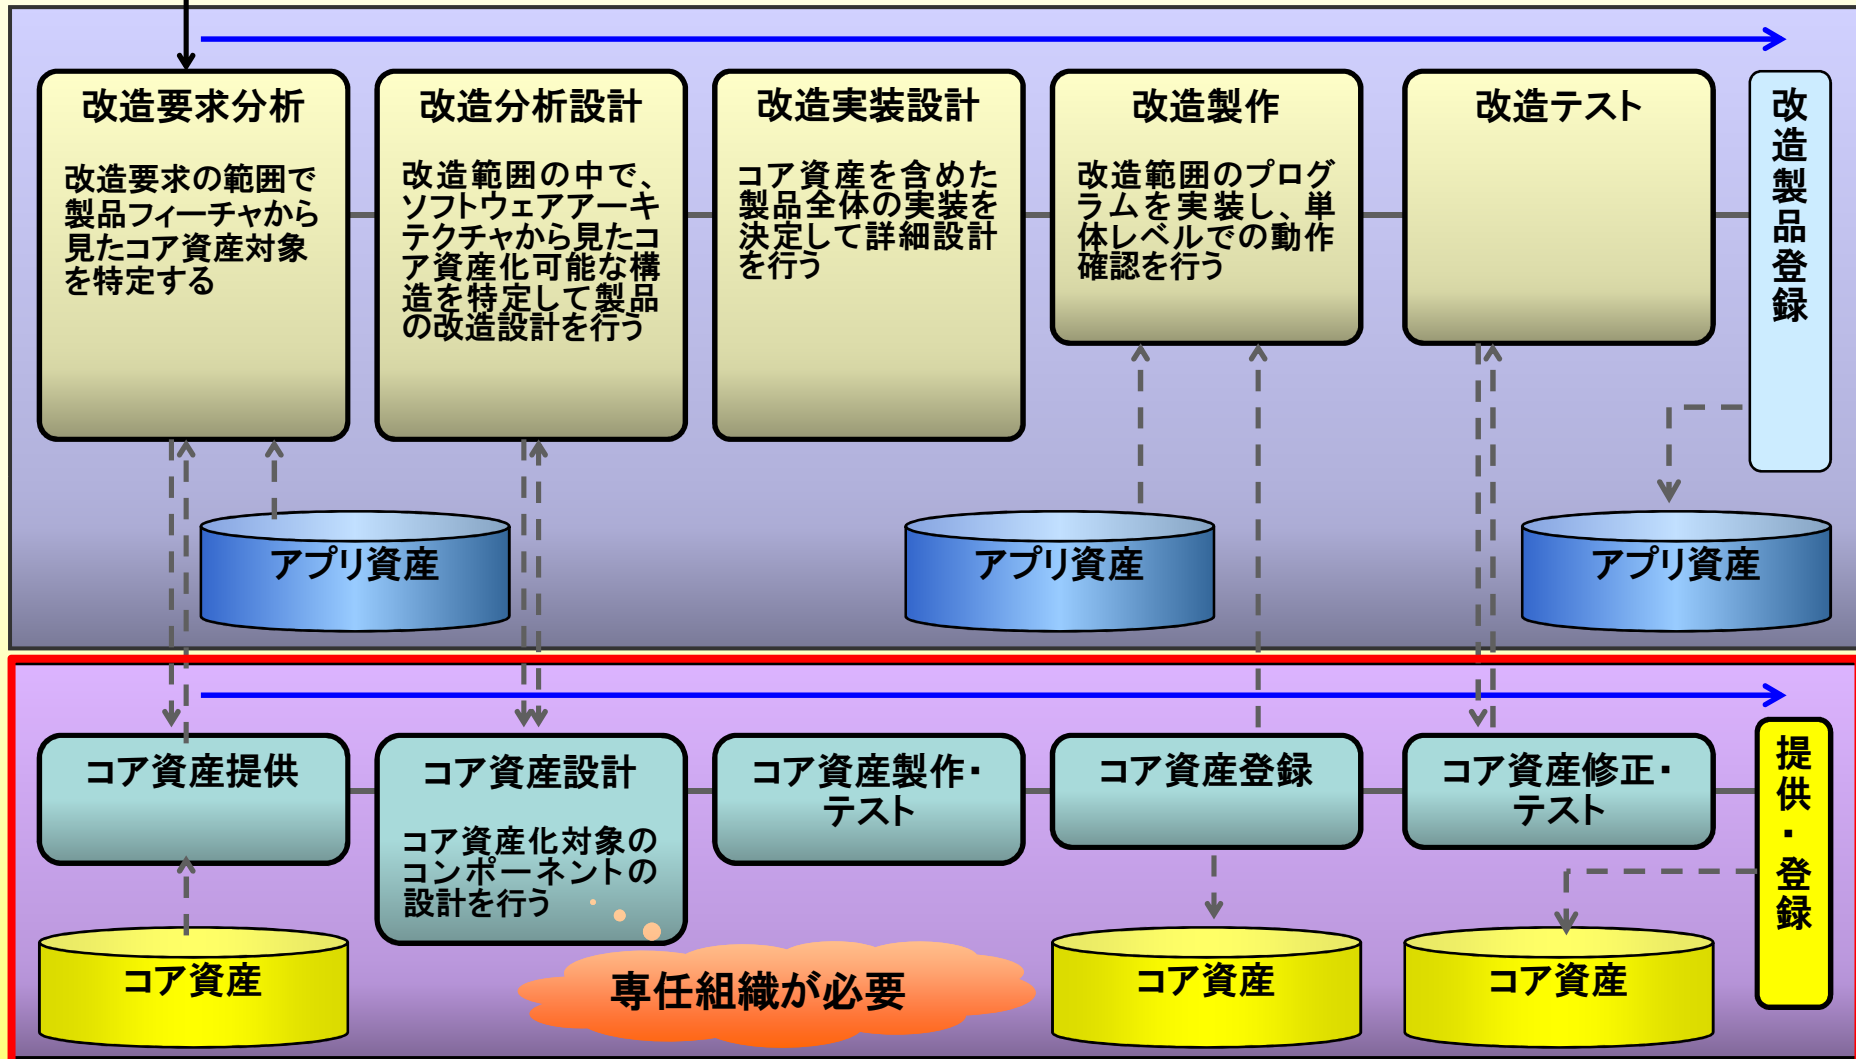 改造要求分析
改造要求の範囲で
製品フィーチャから
見たコア資産対象
を特定する
改造分析設計
改造範囲の中で、
ソフトウェアアーキ
テクチャから見たコ
ア資産化可能な構
造を特定して製品
の改造設計を行う
改造実装設計
コア資産を含めた
製品全体の実装を
決定して詳細設計
を行う
改造製作
改造範囲のプログ
ラムを実装し、単
体レベルでの動作
確認を行う
改造テスト
改造製品登録
アプリ資産
アプリ資産
アプリ資産
コア資産提供
コア資産設計
コア資産化対象の
コンポーネントの
設計を行う
コア資産製作・
テスト
コア資産登録
コア資産修正・
テスト
提供・登録
コア資産
専任組織が必要
コア資産
コア資産